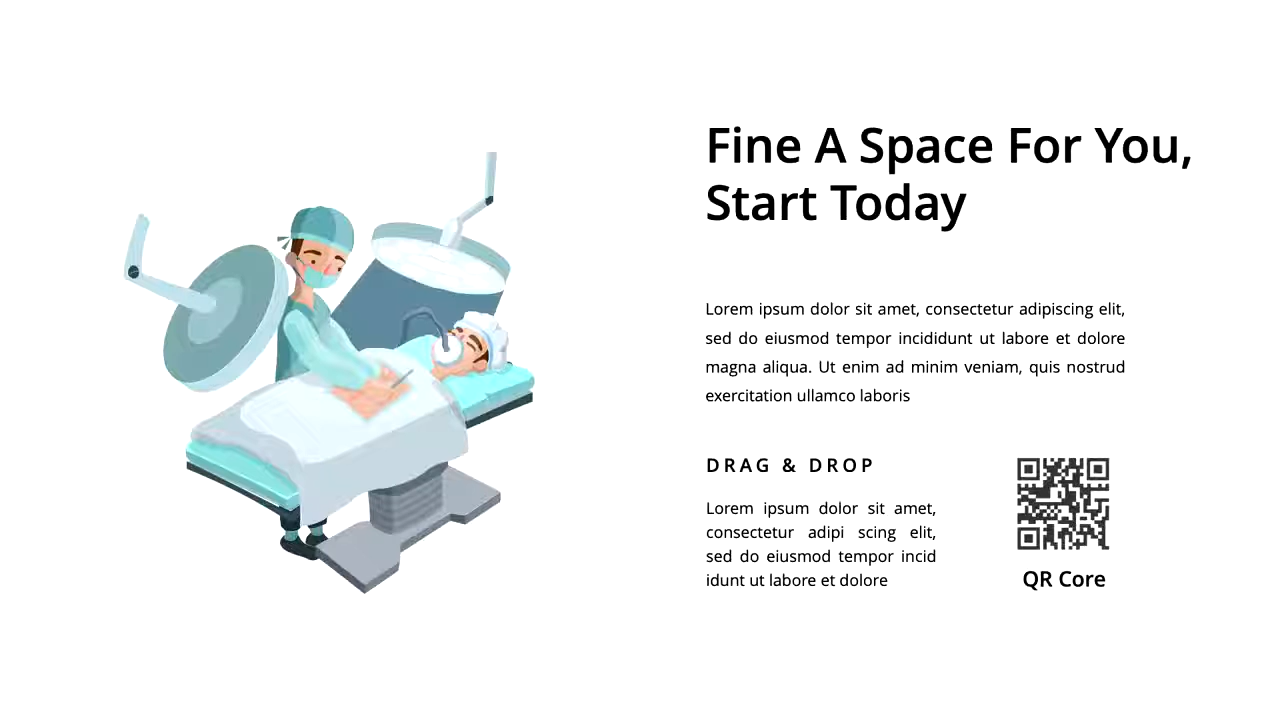 Fine A Space For You,
Start Today
Lorem ipsum dolor sit amet, consectetur adipiscing elit,
sed do eiusmod tempor incididunt ut labore et dolore
magna aliqua. Ut enim ad minim veniam, quis nostrud
exercitation ullamco laboris
DRAG & DROP
Lorem ipsum dolor sit amet,
consectetur adipi scing elit,
sed do eiusmod tempor incid
idunt ut labore et dolore
QR Core